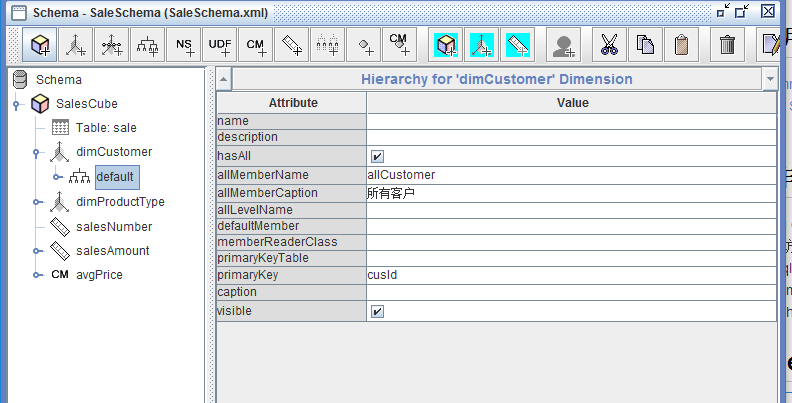 Schema - SaleSchema (SaleSchema.xml)
NS UDF CM CM
Schema
SalesCube
Table: sale
dimCustomer
default
dimProductType
salesNumber
salesAmount
CM avgPrice
Hierarchy for 'dimCustomer' Dimension
Attribute Value
name
description
hasAll
allMemberName allCustomer
allMemberCaption 所有客户
allLevelName
defaultMember
memberReaderClass
primaryKeyTable
primaryKey cusId
caption
visible